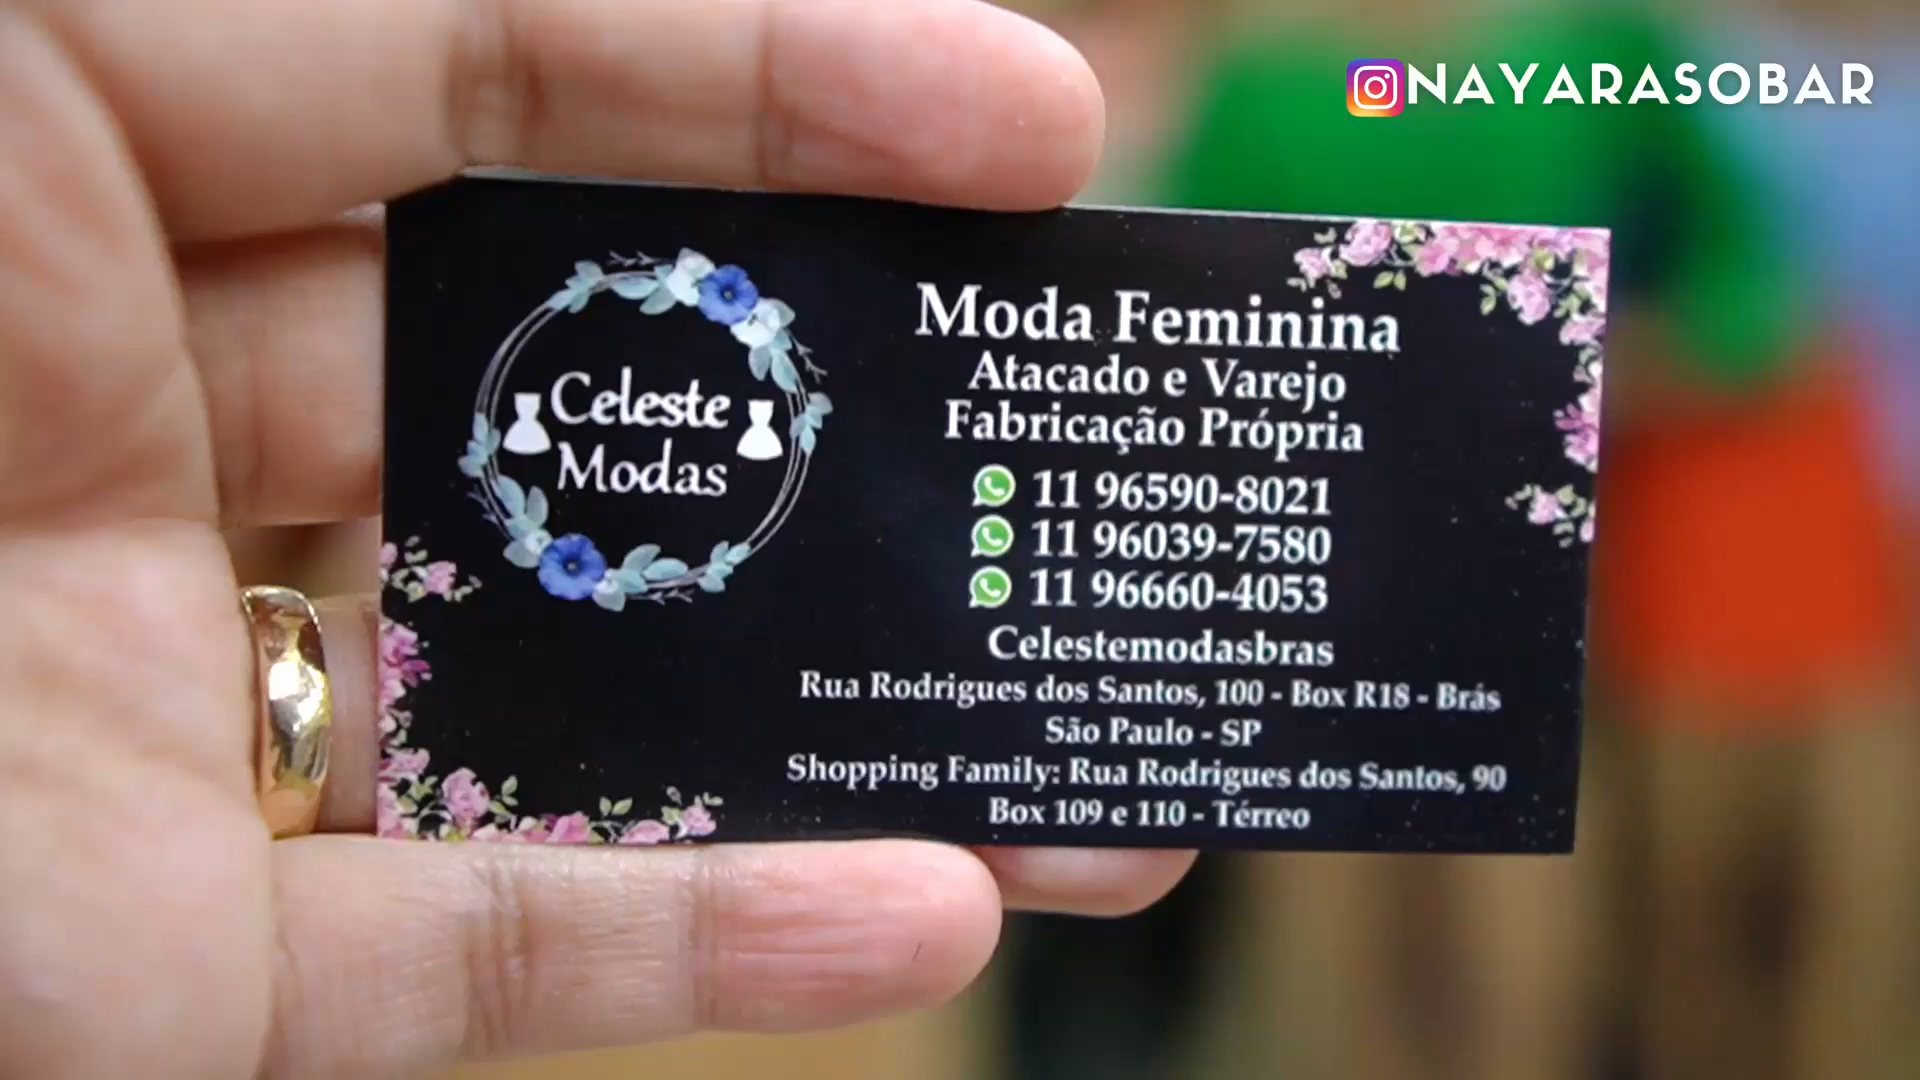 NAYARASOBAR
Celeste
Modas
Moda Feminina
Atacado e Varejo
Fabricação Própria
11 96590-8021
11 96039-7580
11 96660-4053
Celestemodasbras
Rua Rodrigues dos Santos, 100 - Box R18 - Brás
São Paulo - SP
Shopping Family: Rua Rodrigues dos Santos, 90
Box 109 e 110 - Térreo